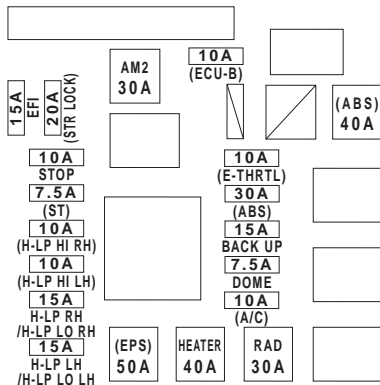 10A
(ECU-B)
AM2
30A
15A
EFI
20A
(STR LOCK)
(ABS)
40A
10A
STOP
7.5A
(ST)
10A
(H-LP HI RH)
10A
(H-LP HI LH)
15A
H-LP RH
/H-LP LO RH
15A
H-LP LH
/H-LP LO LH
10A
(E-THRTL)
30A
(ABS)
15A
BACK UP
7.5A
DOME
10A
(A/C)
(EPS)
50A
HEATER
40A
RAD
30A